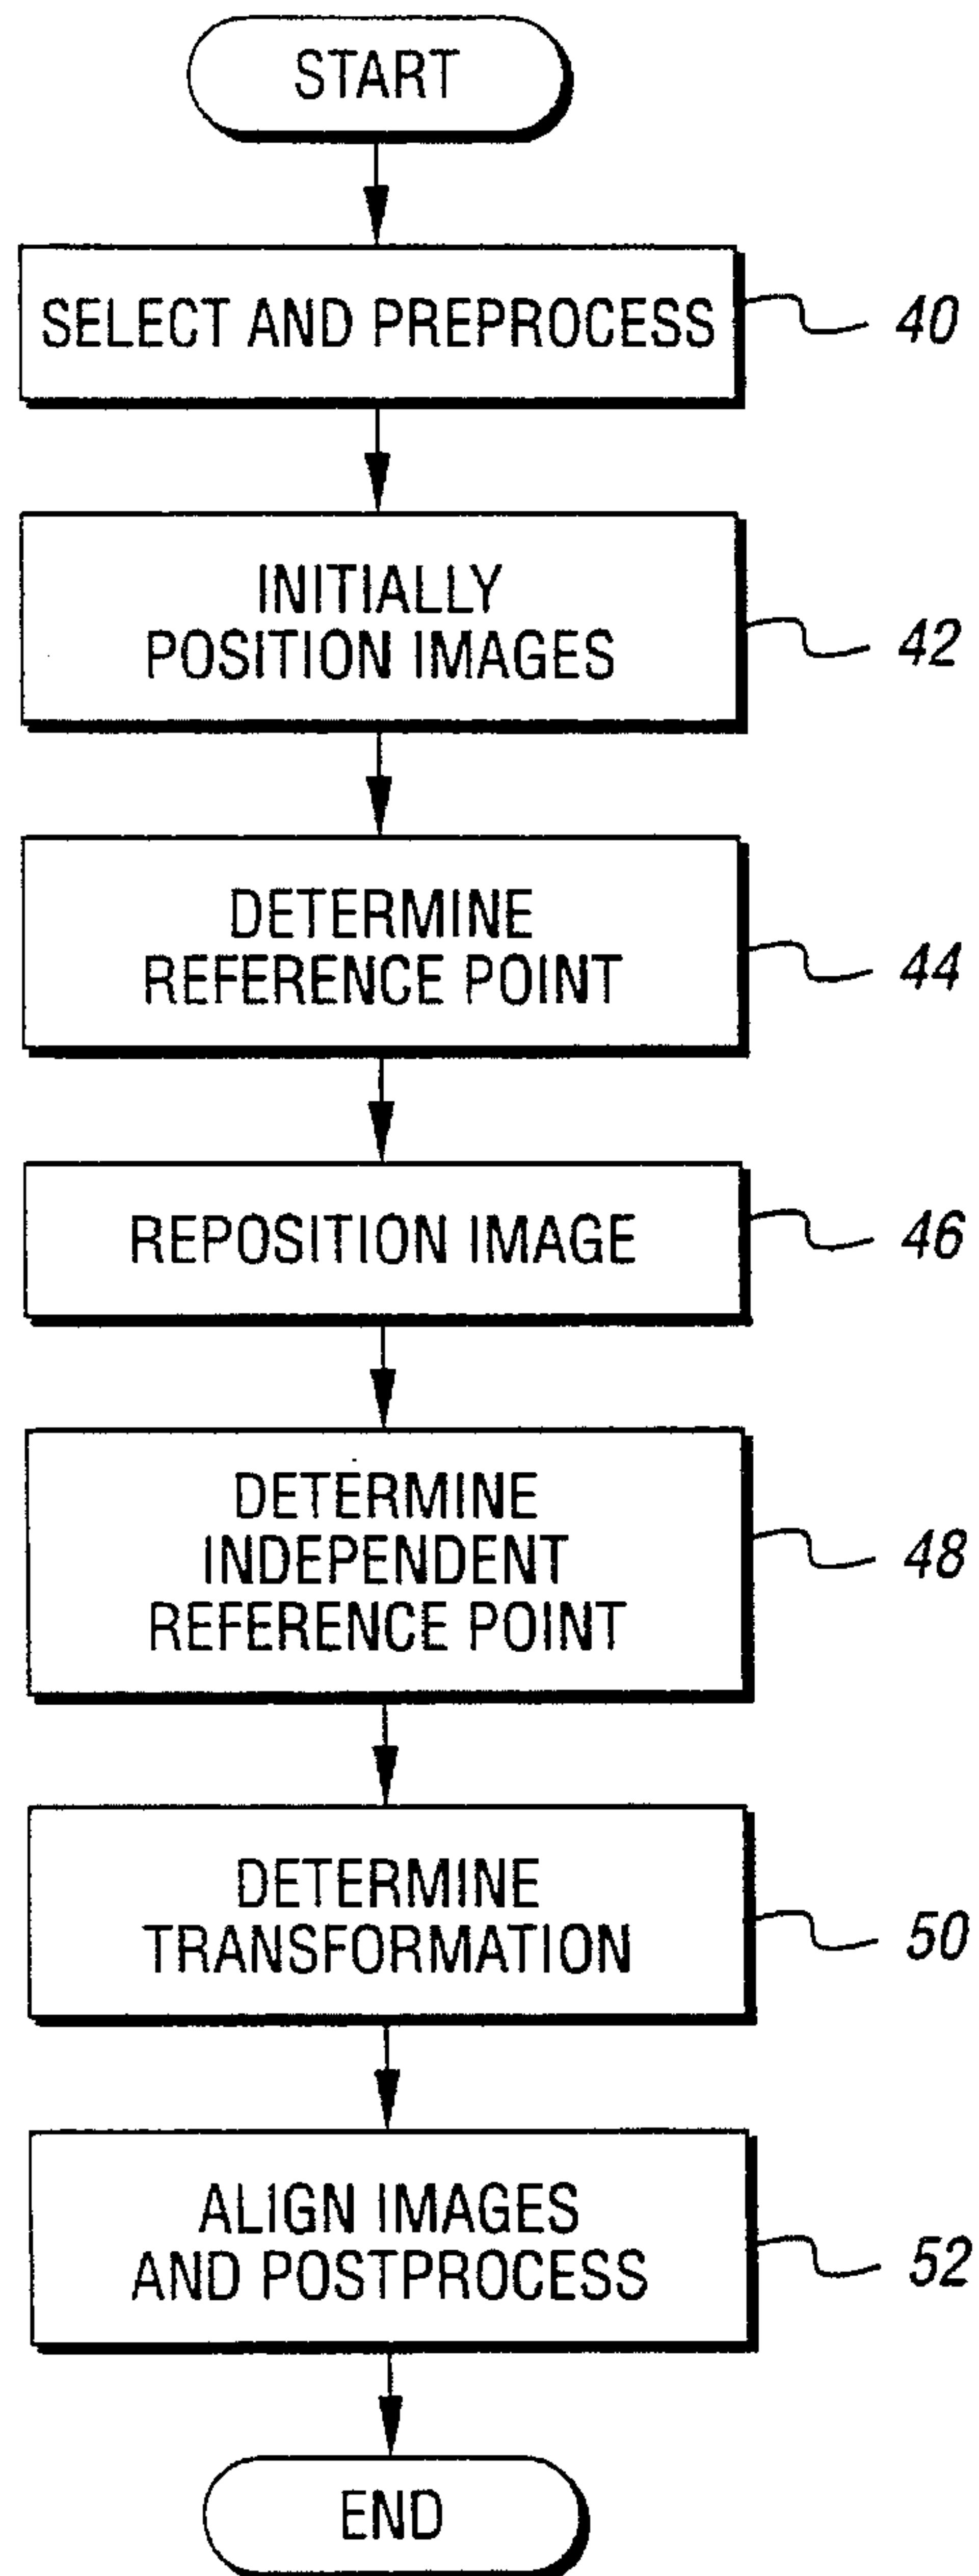 START
SELECT AND PREPROCESS
40
INITIALLY
POSITION IMAGES
42
DETERMINE
REFERENCE POINT
44
REPOSITION IMAGE
46
DETERMINE
INDEPENDENT
REFERENCE POINT
48
DETERMINE
TRANSFORMATION
50
ALIGN IMAGES
AND POSTPROCESS
52
END